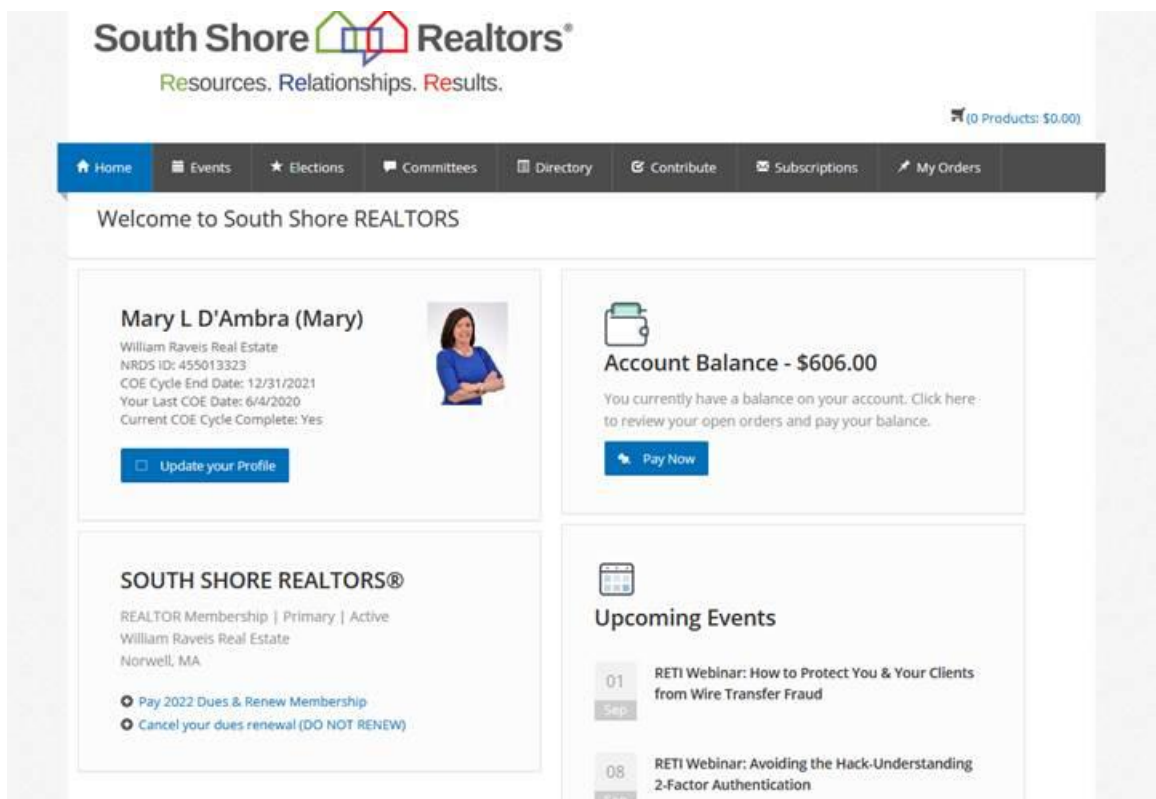 South Shore Realtors®
Resources. Relationships. Results.
(0 Products: $0.00)
Home Events Elections Committees Directory Contribute Subscriptions My Orders
Welcome to South Shore REALTORS
Mary L D'Ambra (Mary)
William Raveis Real Estate
NRDS ID: 455013323
COE Cycle End Date: 12/31/2021
Your Last COE Date: 6/4/2020
Current COE Cycle Complete: Yes
Update your Profile
Account Balance - $606.00
You currently have a balance on your account. Click here
to review your open orders and pay your balance.
Pay Now
SOUTH SHORE REALTORS®
REALTOR Membership | Primary | Active
William Raveis Real Estate
Norwell, MA
Pay 2022 Dues & Renew Membership
Cancel your dues renewal (DO NOT RENEW)
Upcoming Events
01
Sep
RETI Webinar: How to Protect You & Your Clients
from Wire Transfer Fraud
08
RETI Webinar: Avoiding the Hack-Understanding
2-Factor Authentication